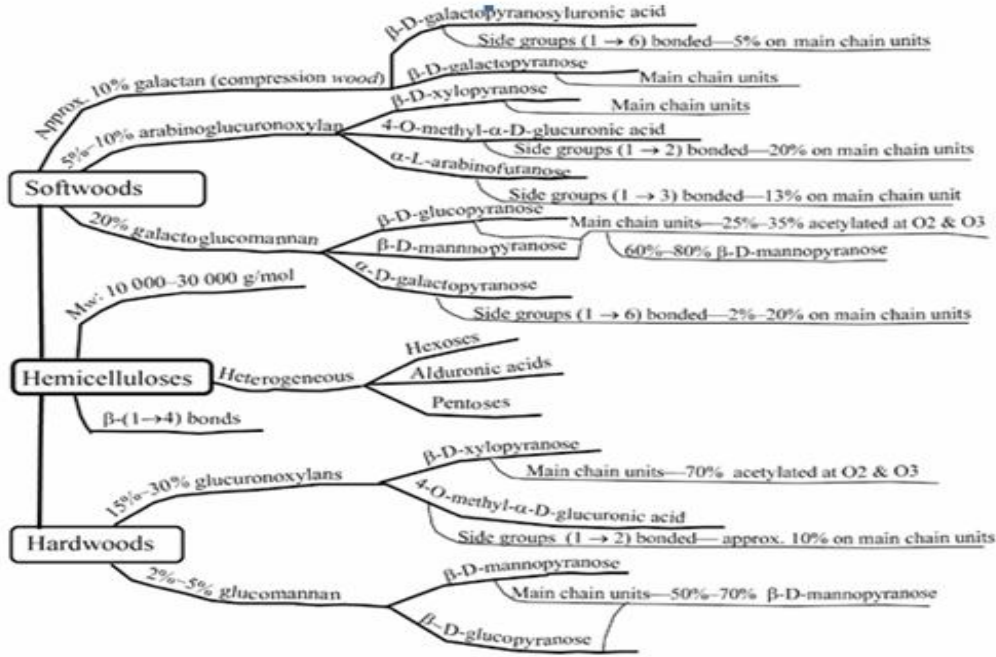 β-D-galactopyranosyluronic acid
Side groups (1 → 6) bonded—5% on main chain units
Approx. 10% galactan (compression wood)
β-D-galactopyranose
Main chain units
β-D-xylopyranose
Main chain units
5%–10% arabinoglucuronoxylan
4-O-methyl-α-D-glucuronic acid
Side groups (1 → 2) bonded—20% on main chain units
α-L-arabinofuranose
Side groups (1 → 3) bonded—13% on main chain unit
Softwoods
20% galactoglucomannan
β-D-glucopyranose
Main chain units—25%–35% acetylated at O2 & O3
β-D-mannnopyranose
60%–80% β-D-mannopyranose
α-D-galactopyranose
Side groups (1 → 6) bonded—2%–20% on main chain units
Mw: 10 000–30 000 g/mol
Hemicelluloses
Heterogeneous
Hexoses
Alduronic acids
Pentoses
β-(1→4) bonds
15%–30% glucuronoxylans
β-D-xylopyranose
Main chain units—70% acetylated at O2 & O3
4-O-methyl-α-D-glucuronic acid
Side groups (1 → 2) bonded— approx. 10% on main chain units
Hardwoods
2%–5% glucomannan
β-D-mannopyranose
Main chain units—50%–70% β-D-mannopyranose
β–D-glucopyranose